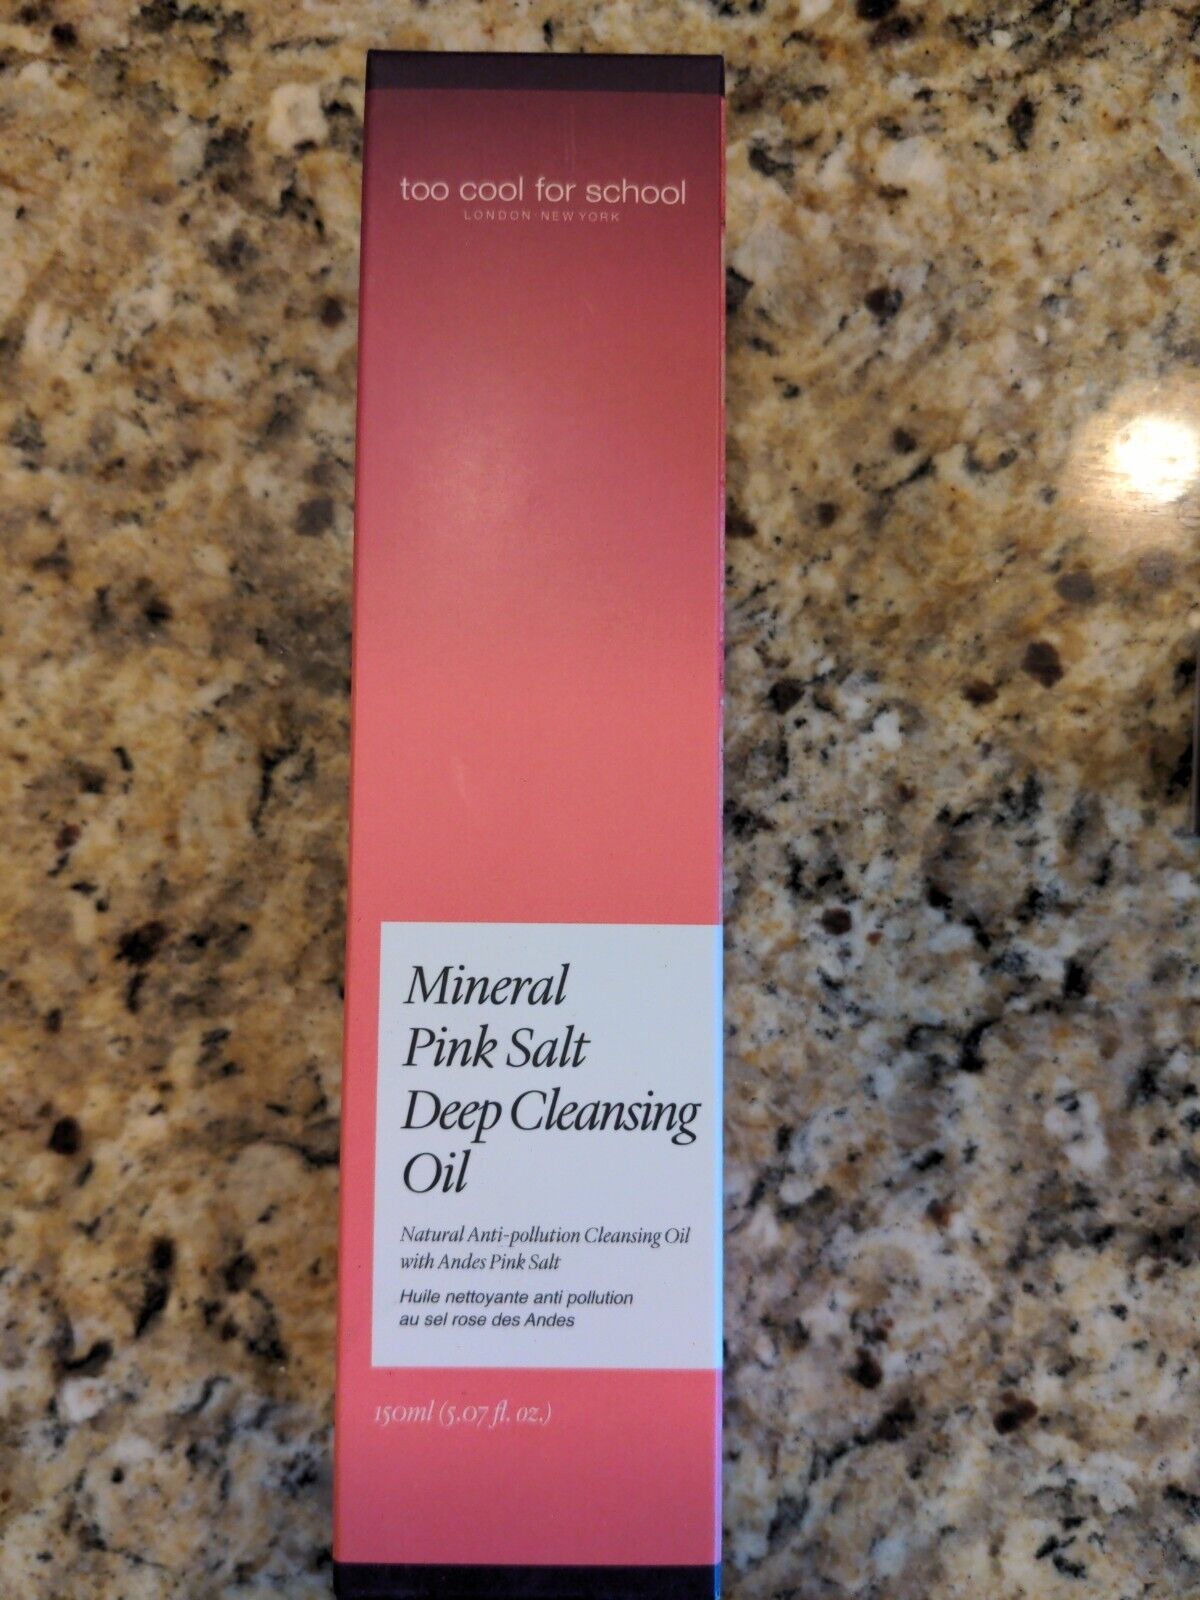 too cool for school
LONDON·NEW YORK
Mineral
Pink Salt
Deep Cleansing
Oil
Natural Anti-pollution Cleansing Oil
with Andes Pink Salt
Huile nettoyante anti pollution
au sel rose des Andes
150ml (5.07 fl. oz.)